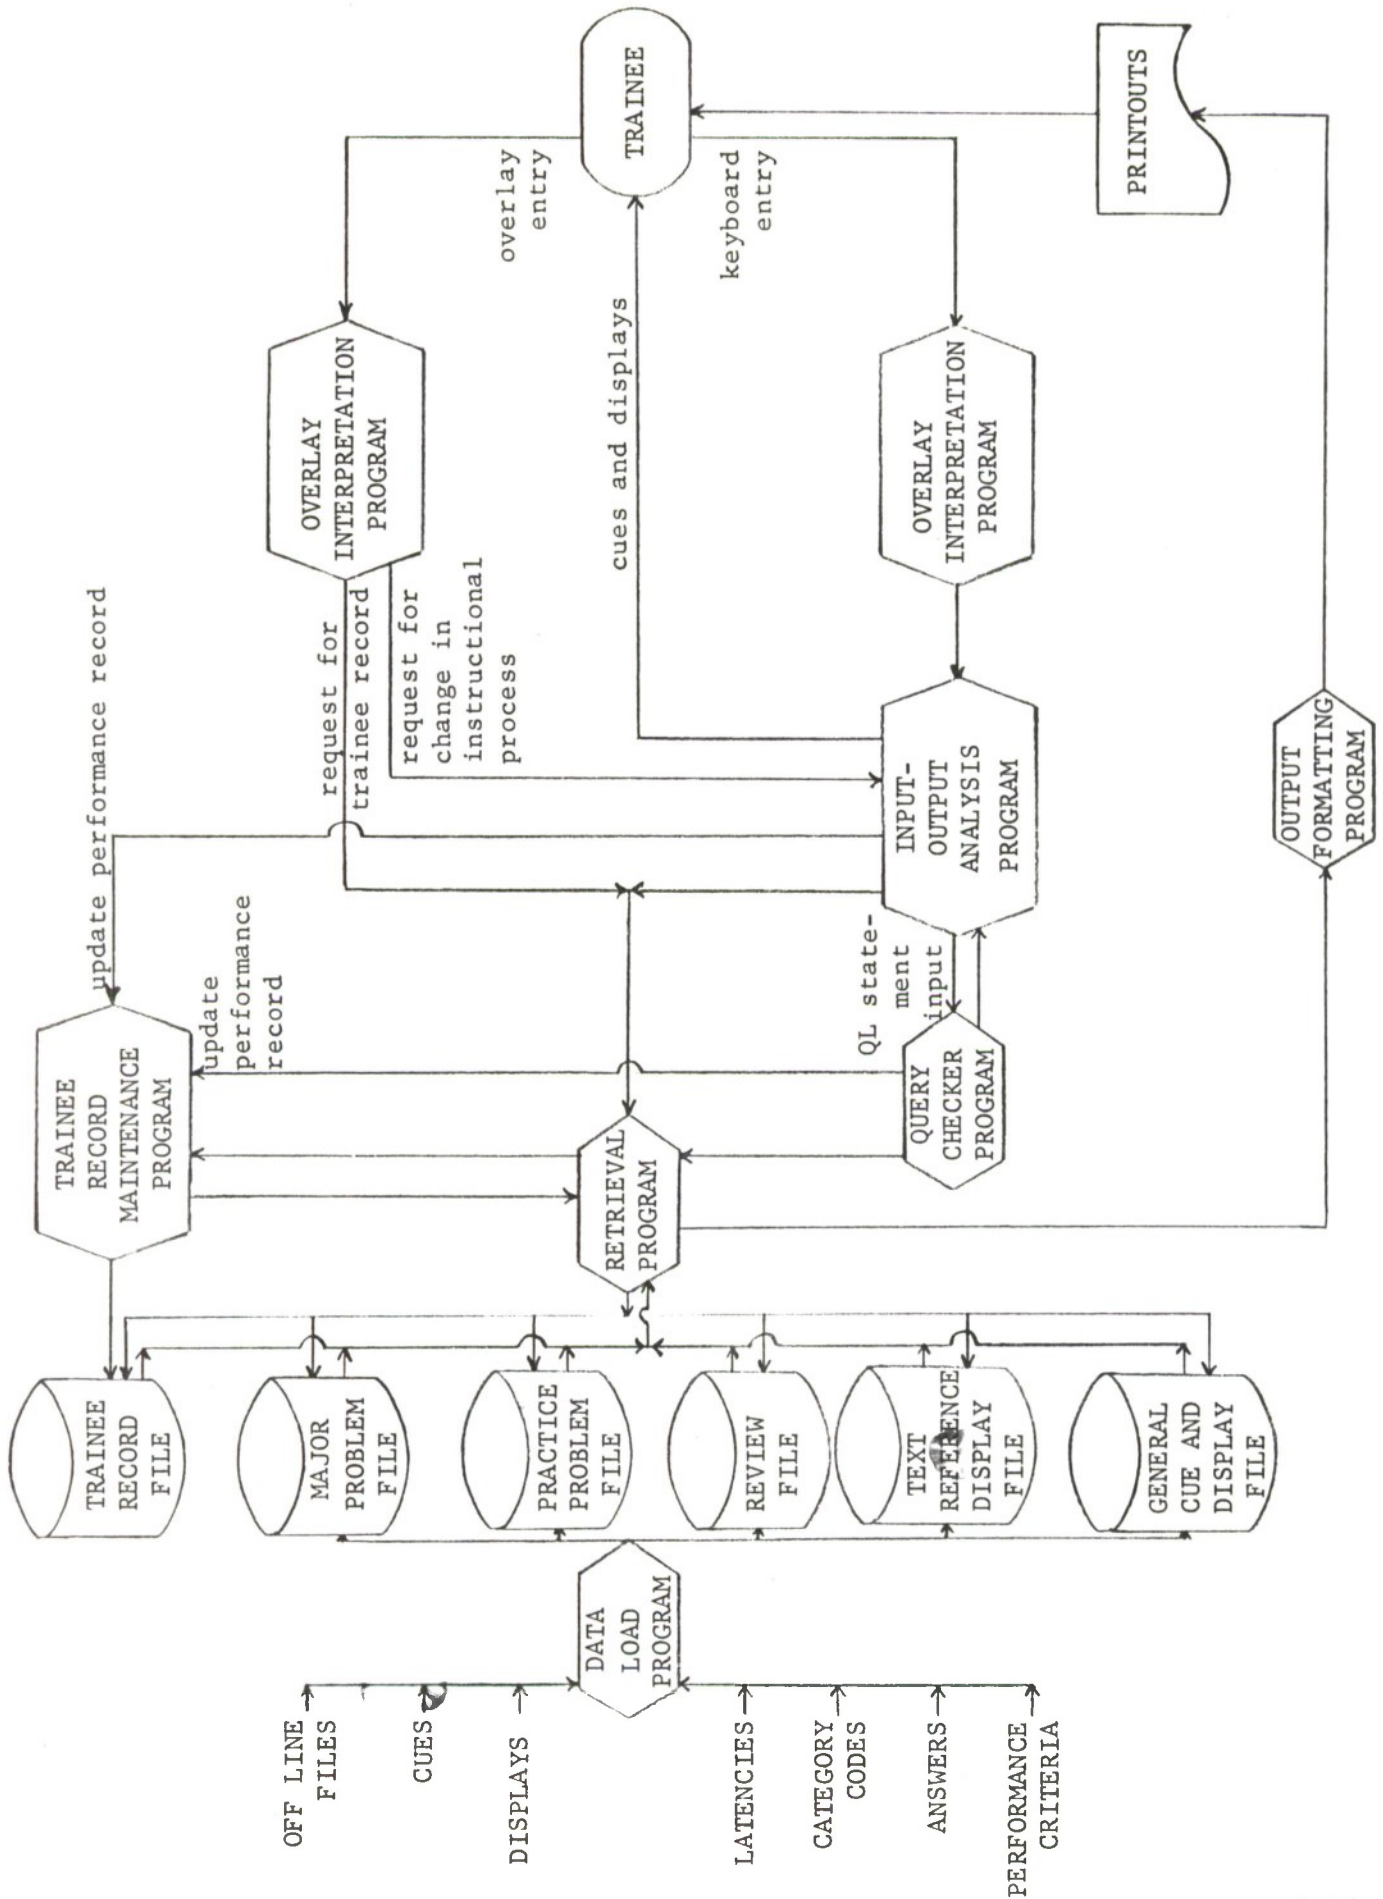 OFF LINE
FILES
CUES
DISPLAYS
LATENCIES
CATEGORY
CODES
ANSWERS
PERFORMANCE
CRITERIA
DATA
LOAD
PROGRAM
TRAINEE
RECORD
FILE
MAJOR
PROBLEM
FILE
PRACTICE
PROBLEM
FILE
REVIEW
FILE
TEXT
REFERENCE
DISPLAY
FILE
GENERAL
CUE AND
DISPLAY
FILE
TRAINEE
RECORD
MAINTENANCE
PROGRAM
RETRIEVAL
PROGRAM
QUERY
CHECKER
PROGRAM
update performance record
update
performance
record
QL state-
ment
input
request for
trainee record
request for
change in
instructional
process
INPUT-
OUTPUT
ANALYSIS
PROGRAM
OUTPUT
FORMATTING
PROGRAM
OVERLAY
INTERPRETATION
PROGRAM
cues and displays
OVERLAY
INTERPRETATION
PROGRAM
overlay
entry
keyboard
entry
TRAINEE
PRINTOUTS